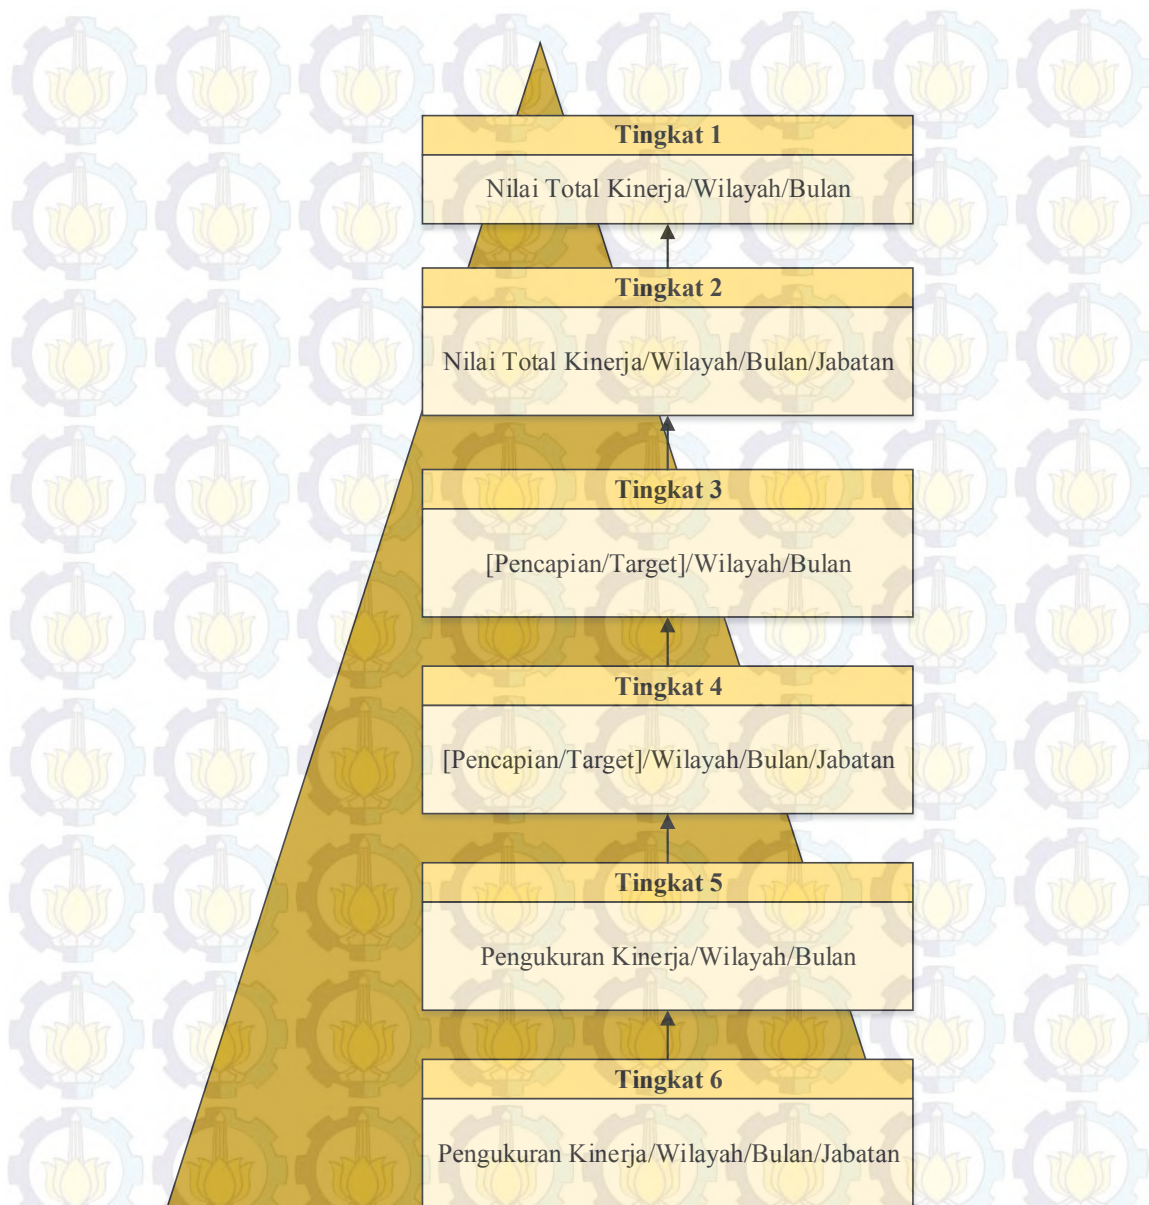 Tingkat 1
Nilai Total Kinerja/Wilayah/Bulan
Tingkat 2
Nilai Total Kinerja/Wilayah/Bulan/Jabatan
Tingkat 3
[Pencapian/Target]/Wilayah/Bulan
Tingkat 4
[Pencapian/Target]/Wilayah/Bulan/Jabatan
Tingkat 5
Pengukuran Kinerja/Wilayah/Bulan
Tingkat 6
Pengukuran Kinerja/Wilayah/Bulan/Jabatan